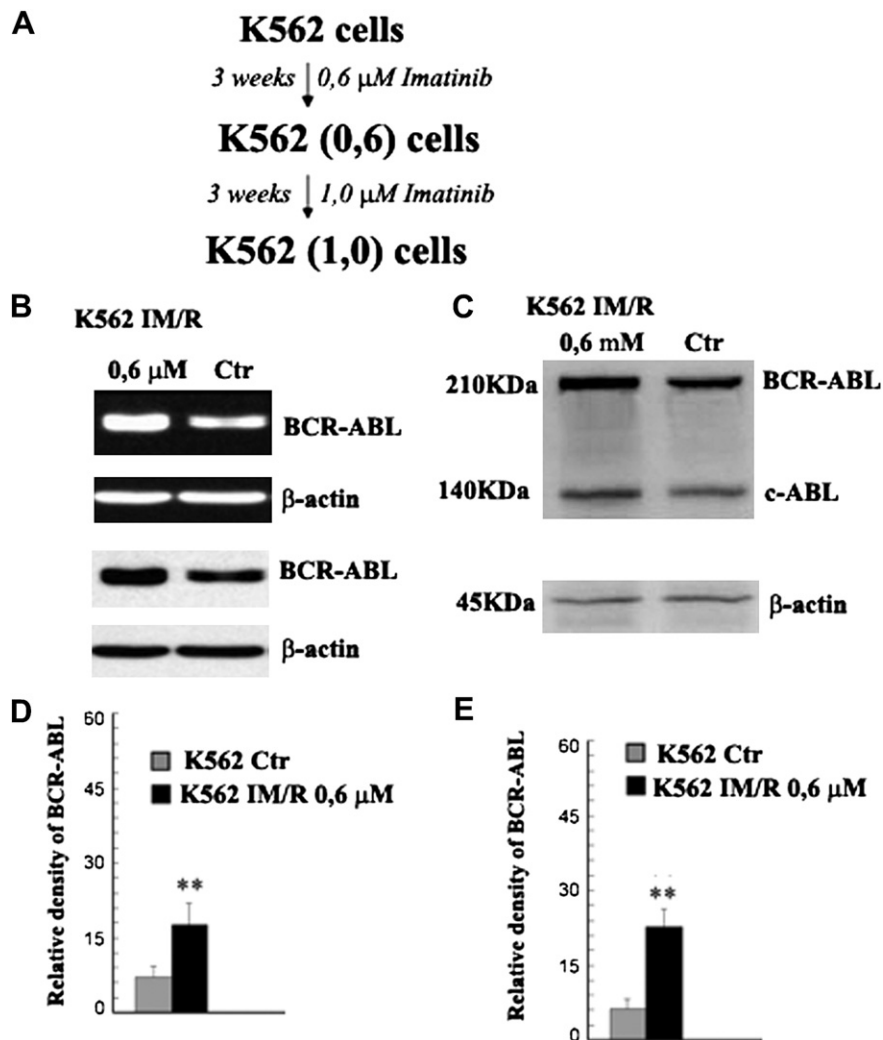 A
K562 cells
3 weeks 0,6 μM Imatinib
K562 (0,6) cells
3 weeks 1,0 μM Imatinib
K562 (1,0) cells
B
K562 IM/R
0,6 μM Ctr
BCR-ABL
β-actin
BCR-ABL
β-actin
C
K562 IM/R
0,6 mM Ctr
210KDa BCR-ABL
140KDa c-ABL
45KDa β-actin
D
Relative density of BCR-ABL
60
45
30
15
0
K562 Ctr
K562 IM/R 0,6 μM
**
E
Relative density of BCR-ABL
60
45
30
15
0
K562 Ctr
K562 IM/R 0,6 μM
**